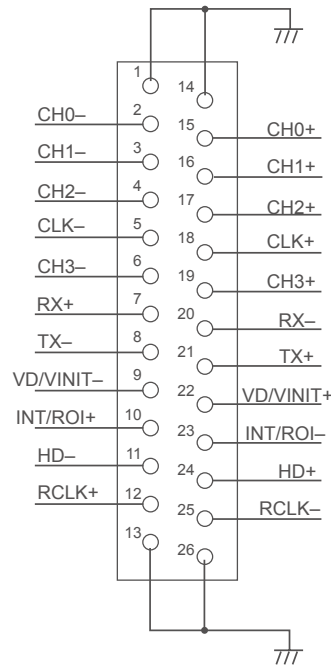 1
14
CH0–
2
15
CH0+
CH1–
3
16
CH1+
CH2–
4
17
CH2+
CLK–
5
18
CLK+
CH3–
6
19
CH3+
RX+
7
20
RX–
TX–
8
21
TX+
VD/VINIT–
9
22
VD/VINIT+
INT/ROI+
10
23
INT/ROI–
HD–
11
24
HD+
RCLK+
12
25
RCLK–
13
26